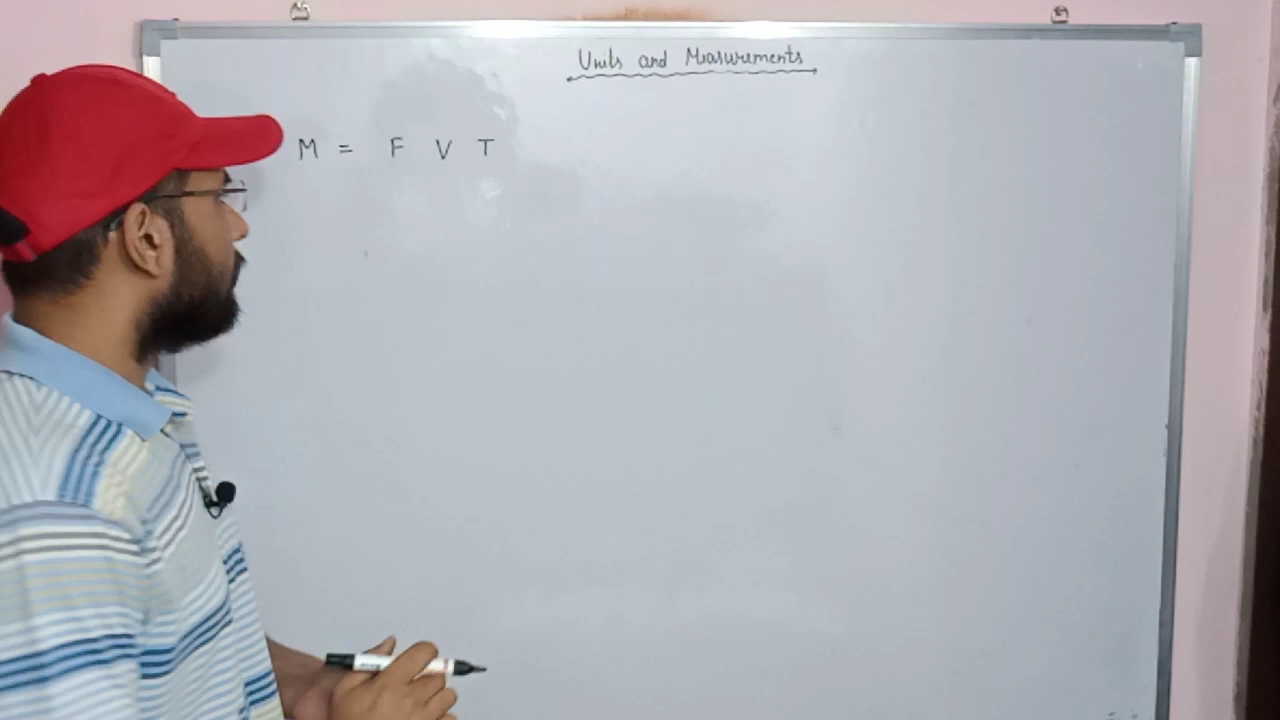 Units and Measurements
M = F V T